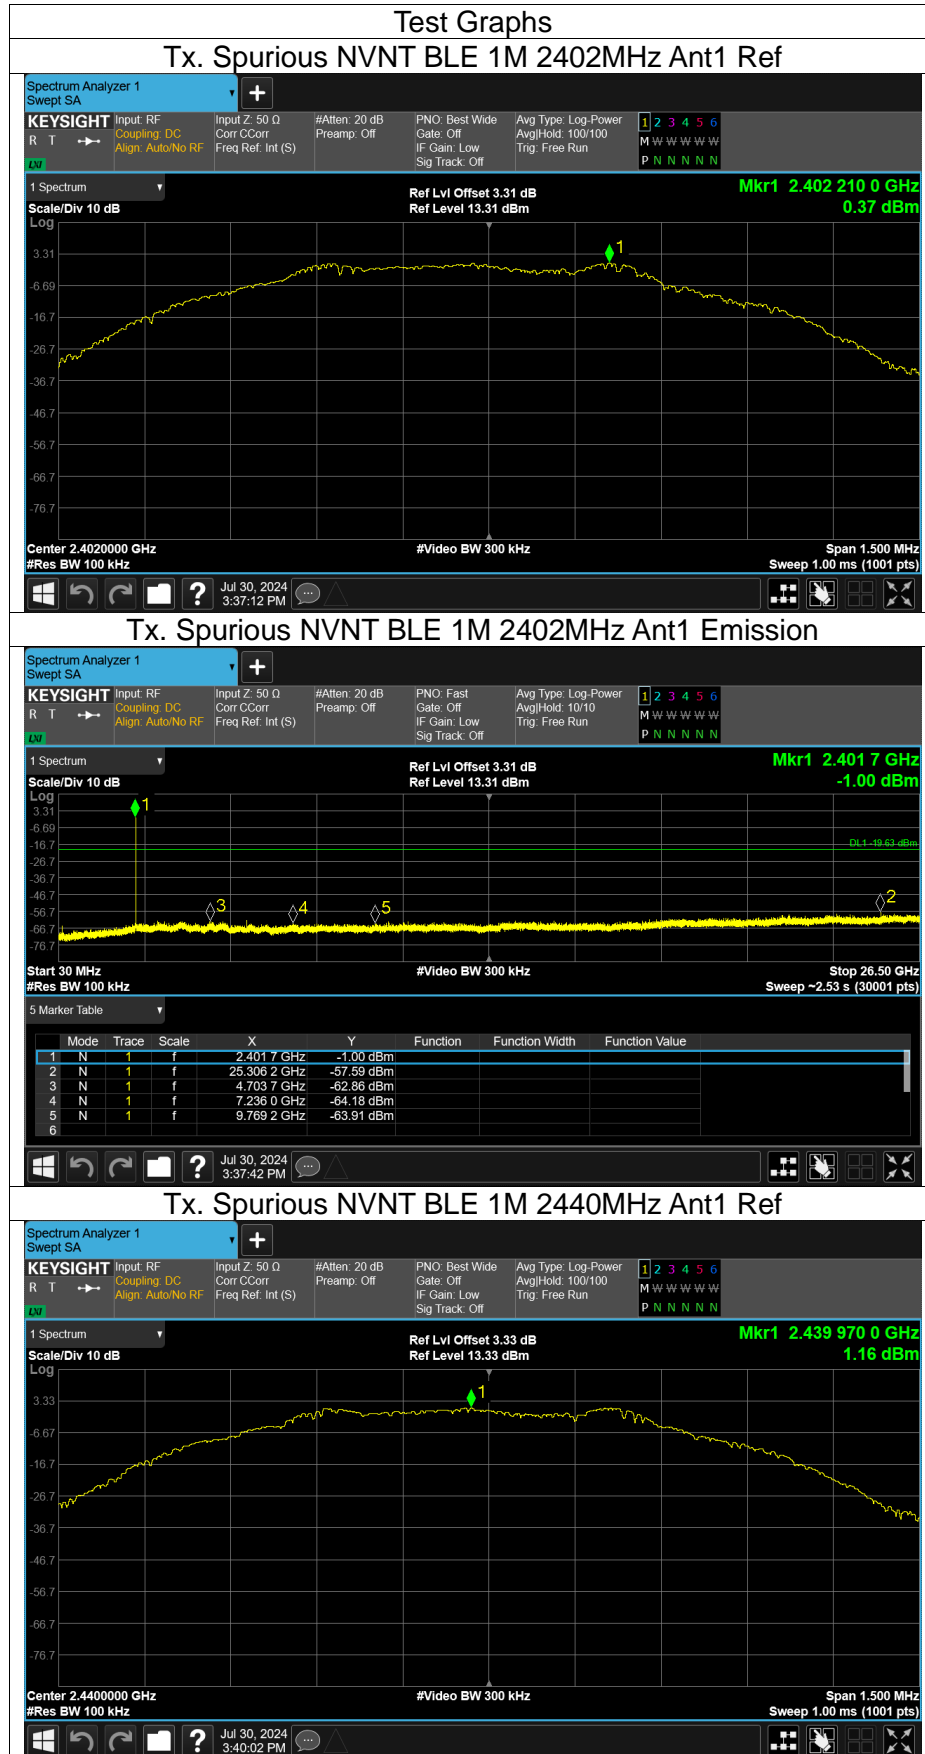 Test Graphs
Tx. Spurious NVNT BLE 1M 2402MHz Ant1 Ref
Spectrum Analyzer 1
Swept SA
KEYSIGHT Input: RF Input Z: 50 Ω #Atten: 20 dB PNO: Best Wide Avg Type: Log-Power 1 2 3 4 5 6
R T Coupling: DC Corr CCorr Preamp: Off Gate: Off Avg|Hold: 100/100 M W W W W W
Align: Auto/No RF Freq Ref: Int (S) IF Gain: Low Trig: Free Run
LXI Sig Track: Off P N N N N N
1 Spectrum Ref Lvl Offset 3.31 dB Mkr1 2.402 210 0 GHz
Scale/Div 10 dB Ref Level 13.31 dBm 0.37 dBm
Log
1
3.31
-6.69
-16.7
-26.7
-36.7
-46.7
-56.7
-66.7
-76.7
Center 2.4020000 GHz #Video BW 300 kHz Span 1.500 MHz
#Res BW 100 kHz Sweep 1.00 ms (1001 pts)
? Jul 30, 2024
3:37:12 PM
Tx. Spurious NVNT BLE 1M 2402MHz Ant1 Emission
Spectrum Analyzer 1
Swept SA
KEYSIGHT Input: RF Input Z: 50 Ω #Atten: 20 dB PNO: Fast Avg Type: Log-Power 1 2 3 4 5 6
R T Coupling: DC Corr CCorr Preamp: Off Gate: Off Avg|Hold: 10/10 M W W W W W
Align: Auto/No RF Freq Ref: Int (S) IF Gain: Low Trig: Free Run
LXI Sig Track: Off P N N N N N
1 Spectrum Ref Lvl Offset 3.31 dB Mkr1 2.401 7 GHz
Scale/Div 10 dB Ref Level 13.31 dBm -1.00 dBm
Log
1
3.31
-6.69
-16.7 DL1 -19.63 dBm
-26.7
-36.7
-46.7
-56.7 3 4 5 2
-66.7
-76.7
Start 30 MHz #Video BW 300 kHz Stop 26.50 GHz
#Res BW 100 kHz Sweep ~2.53 s (30001 pts)
5 Marker Table
Mode Trace Scale X Y Function Function Width Function Value
1 N 1 f 2.401 7 GHz -1.00 dBm
2 N 1 f 25.306 2 GHz -57.59 dBm
3 N 1 f 4.703 7 GHz -62.86 dBm
4 N 1 f 7.236 0 GHz -64.18 dBm
5 N 1 f 9.769 2 GHz -63.91 dBm
6
? Jul 30, 2024
3:37:42 PM
Tx. Spurious NVNT BLE 1M 2440MHz Ant1 Ref
Spectrum Analyzer 1
Swept SA
KEYSIGHT Input: RF Input Z: 50 Ω #Atten: 20 dB PNO: Best Wide Avg Type: Log-Power 1 2 3 4 5 6
R T Coupling: DC Corr CCorr Preamp: Off Gate: Off Avg|Hold: 100/100 M W W W W W
Align: Auto/No RF Freq Ref: Int (S) IF Gain: Low Trig: Free Run
LXI Sig Track: Off P N N N N N
1 Spectrum Ref Lvl Offset 3.33 dB Mkr1 2.439 970 0 GHz
Scale/Div 10 dB Ref Level 13.33 dBm 1.16 dBm
Log
1
3.33
-6.67
-16.7
-26.7
-36.7
-46.7
-56.7
-66.7
-76.7
Center 2.4400000 GHz #Video BW 300 kHz Span 1.500 MHz
#Res BW 100 kHz Sweep 1.00 ms (1001 pts)
? Jul 30, 2024
3:40:02 PM